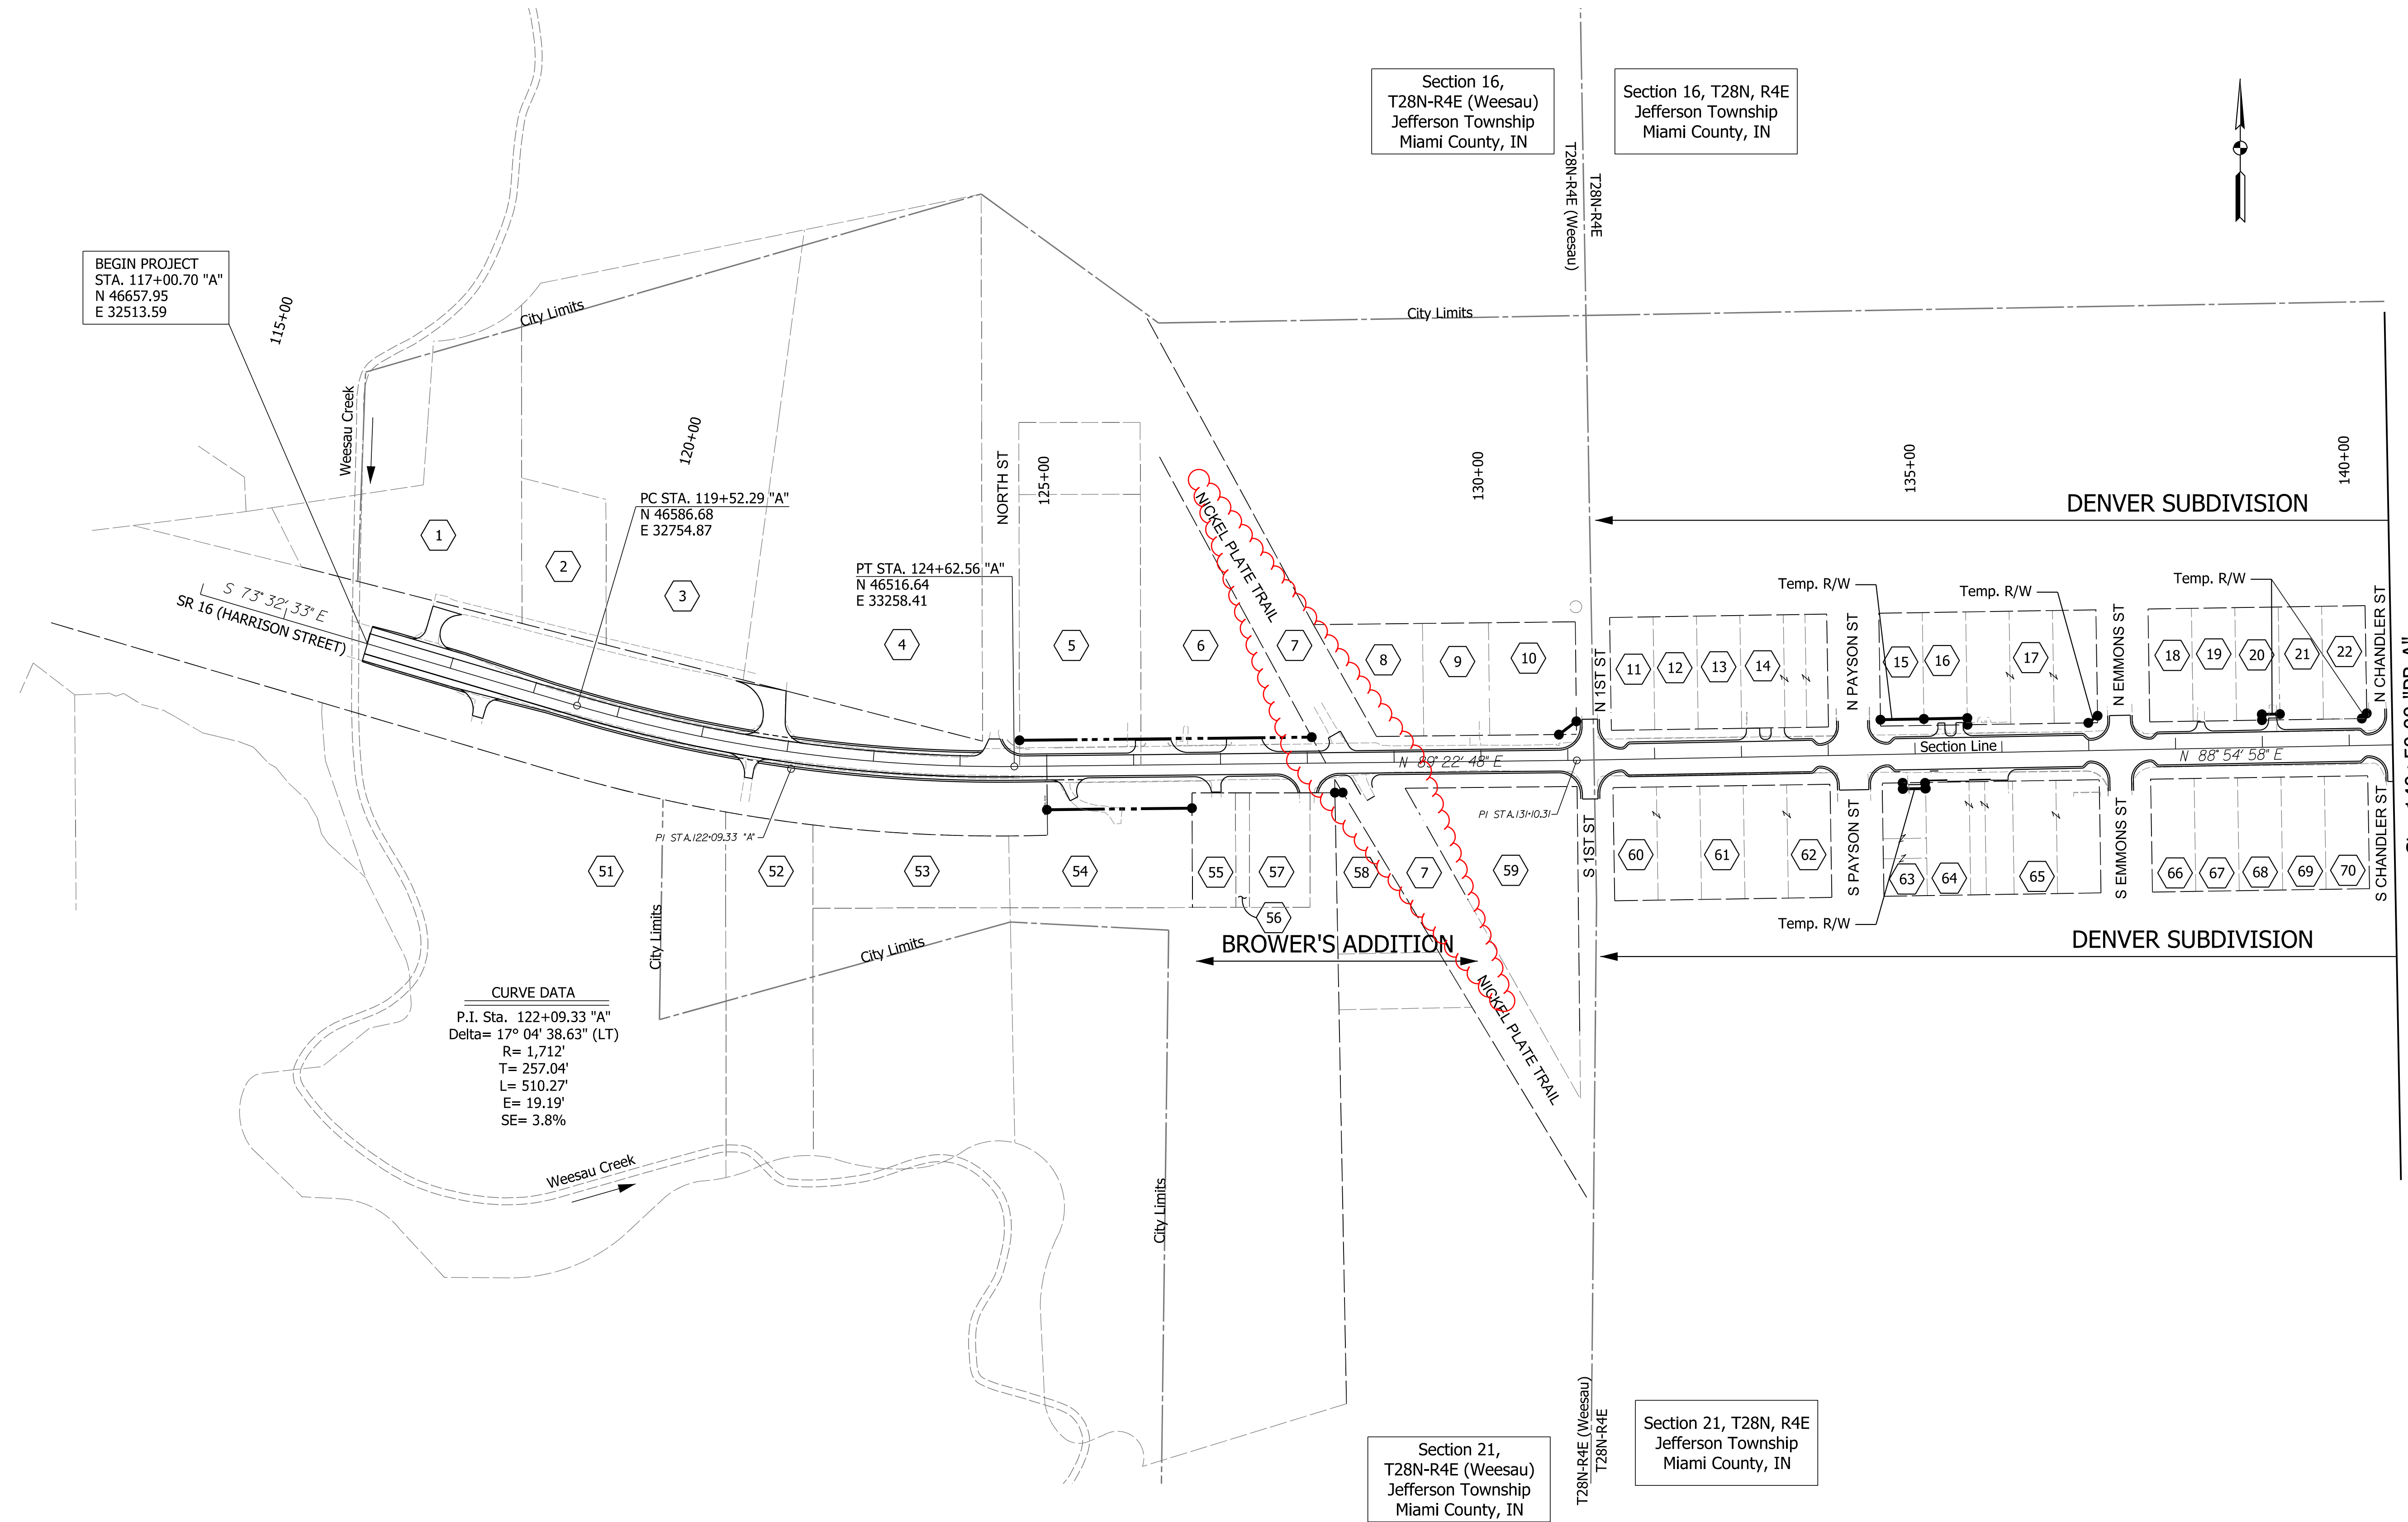 Section 16,
T28N-R4E (Weesau)
Jefferson Township
Miami County, IN
Section 16, T28N, R4E
Jefferson Township
Miami County, IN
T28N-R4E (Weesau)
T28N-R4E
BEGIN PROJECT
STA. 117+00.70 "A"
N 46657.95
E 32513.59
115+00
City Limits
City Limits
Weesau Creek
120+00
NORTH ST
125+00
130+00
135+00
140+00
PC STA. 119+52.29 "A"
N 46586.68
E 32754.87
DENVER SUBDIVISION
NICKEL PLATE TRAIL
PT STA. 124+62.56 "A"
N 46516.64
E 33258.41
S 73° 32' 33" E
SR 16 (HARRISON STREET)
Temp. R/W
Temp. R/W
Temp. R/W
1
2
3
4
5
6
7
8
9
10
N 1ST ST
11
12
13
14
N PAYSON ST
15
16
17
N EMMONS ST
18
19
20
21
22
N CHANDLER ST
Section Line
N 89° 22' 48" E
N 88° 54' 58" E
PI STA.122+09.33 "A"
PI STA.131+10.31
51
52
53
54
55
56
57
58
7
59
S 1ST ST
60
61
62
S PAYSON ST
63
64
65
S EMMONS ST
66
67
68
69
70
S CHANDLER ST
Temp. R/W
City Limits
City Limits
BROWER'S ADDITION
DENVER SUBDIVISION
NICKEL PLATE TRAIL
CURVE DATA
P.I. Sta. 122+09.33 "A"
Delta= 17° 04' 38.63" (LT)
R= 1,712'
T= 257.04'
L= 510.27'
E= 19.19'
SE= 3.8%
Weesau Creek
City Limits
T28N-R4E (Weesau)
T28N-R4E
Section 21,
T28N-R4E (Weesau)
Jefferson Township
Miami County, IN
Section 21, T28N, R4E
Jefferson Township
Miami County, IN